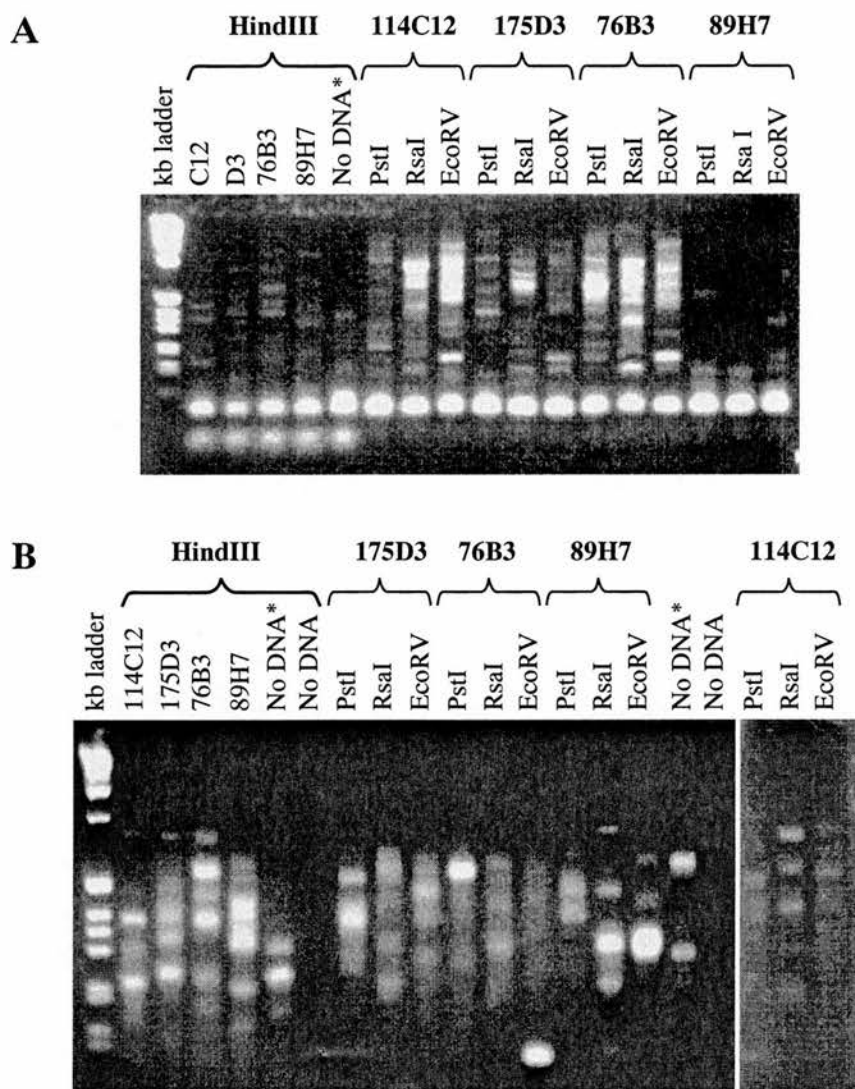 A
HindIII 114C12 175D3 76B3 89H7
kb ladder C12 D3 76B3 89H7 No DNA* PstI RsaI EcoRV PstI RsaI EcoRV PstI RsaI EcoRV PstI Rsa I EcoRV
B
HindIII 175D3 76B3 89H7 114C12
kb ladder 114C12 175D3 76B3 89H7 No DNA* No DNA PstI RsaI EcoRV PstI RsaI EcoRV PstI RsaI EcoRV No DNA* No DNA PstI RsaI EcoRV